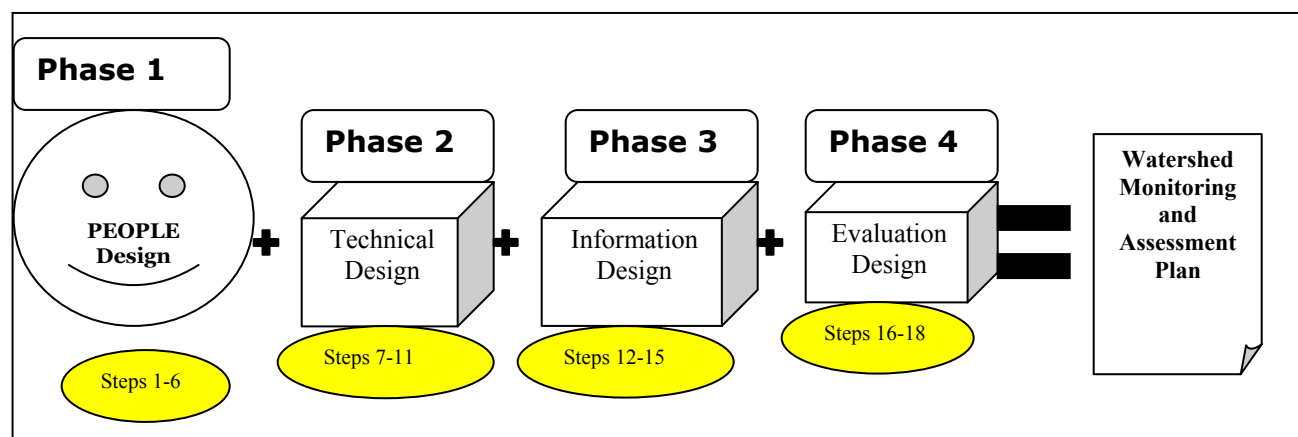 Phase 1
PEOPLE
Design
Steps 1-6
Phase 2
Technical
Design
Steps 7-11
Phase 3
Information
Design
Steps 12-15
Phase 4
Evaluation
Design
Steps 16-18
Watershed
Monitoring
and
Assessment
Plan